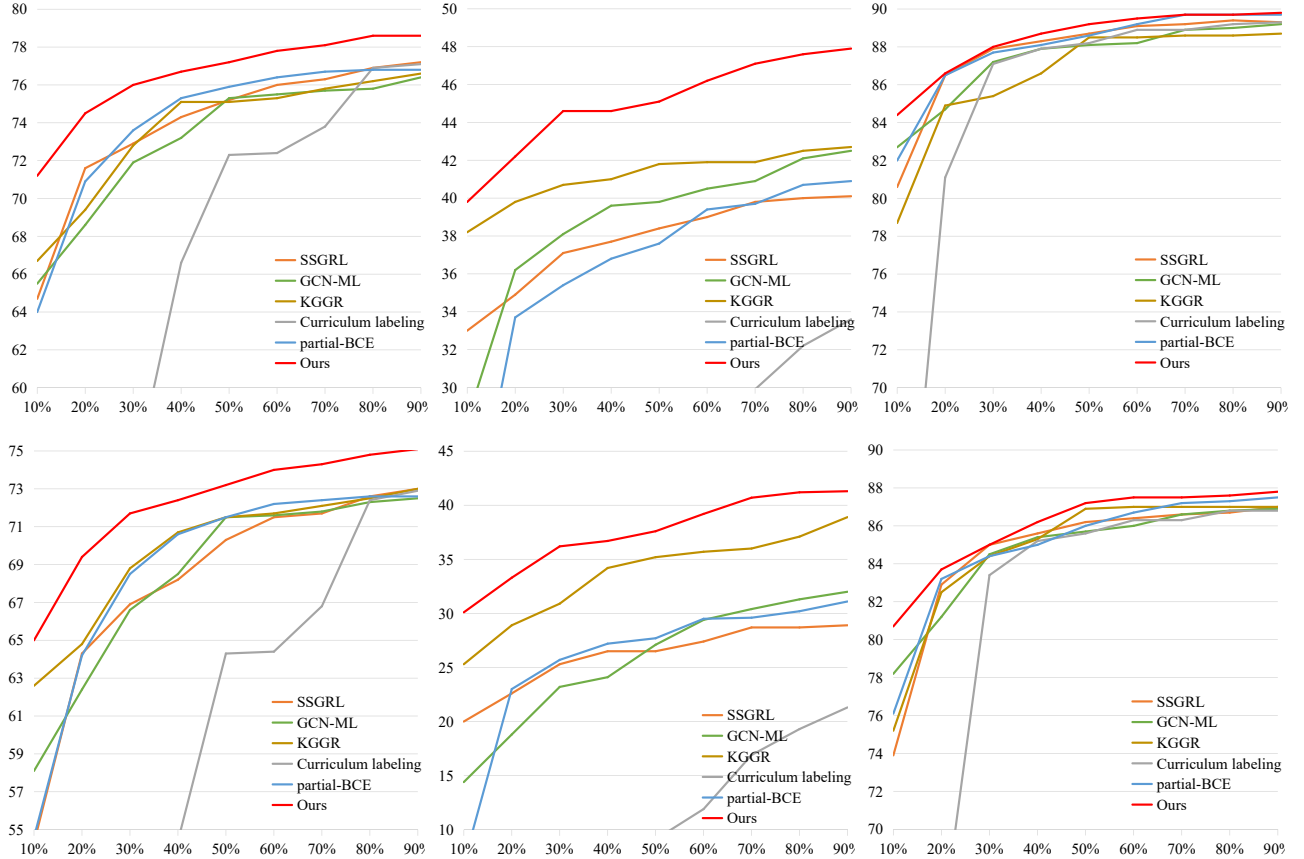 80
78
76
74
72
70
68
66
64
62
60
10% 20% 30% 40% 50% 60% 70% 80% 90%
SSGRL
GCN-ML
KGGR
Curriculum labeling
partial-BCE
Ours
50
48
46
44
42
40
38
36
34
32
30
10% 20% 30% 40% 50% 60% 70% 80% 90%
SSGRL
GCN-ML
KGGR
Curriculum labeling
partial-BCE
Ours
90
88
86
84
82
80
78
76
74
72
70
10% 20% 30% 40% 50% 60% 70% 80% 90%
SSGRL
GCN-ML
KGGR
Curriculum labeling
partial-BCE
Ours
75
73
71
69
67
65
63
61
59
57
55
10% 20% 30% 40% 50% 60% 70% 80% 90%
SSGRL
GCN-ML
KGGR
Curriculum labeling
partial-BCE
Ours
45
40
35
30
25
20
15
10
10% 20% 30% 40% 50% 60% 70% 80% 90%
SSGRL
GCN-ML
KGGR
Curriculum labeling
partial-BCE
Ours
90
88
86
84
82
80
78
76
74
72
70
10% 20% 30% 40% 50% 60% 70% 80% 90%
SSGRL
GCN-ML
KGGR
Curriculum labeling
partial-BCE
Ours